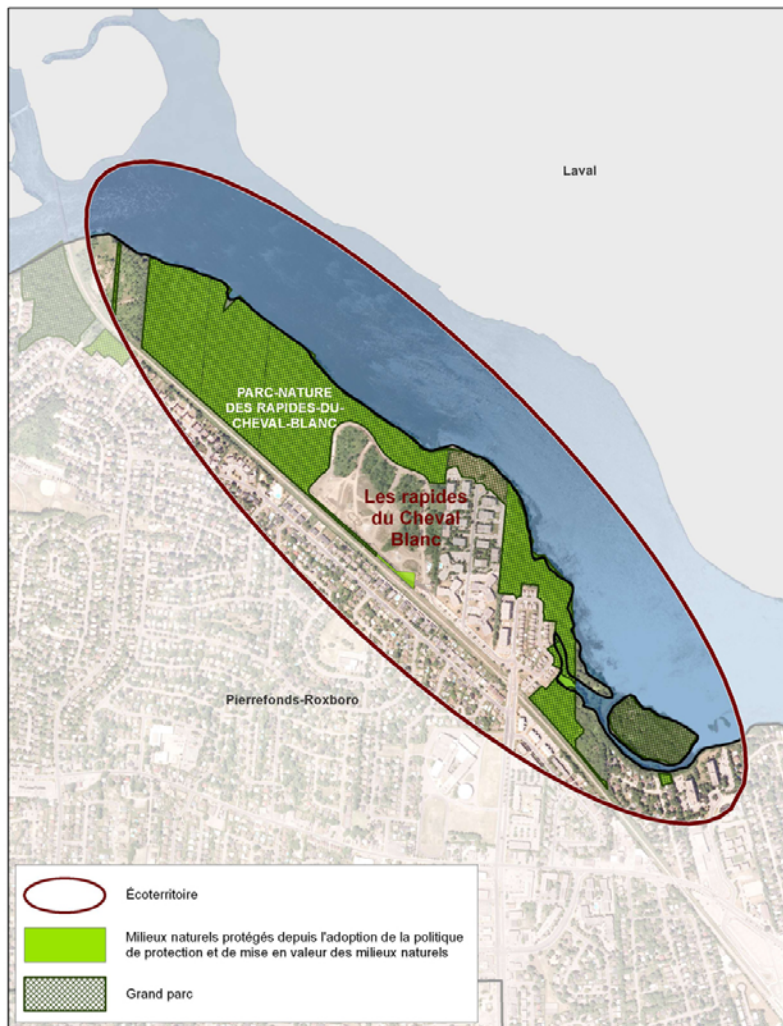 Laval
PARC-NATURE
DES RAPIDES-DU-
CHEVAL-BLANC
Les rapides
du Cheval
Blanc
Pierrefonds-Roxboro
Écoterritoire
Milieux naturels protégés depuis l'adoption de la politique
de protection et de mise en valeur des milieux naturels
Grand parc